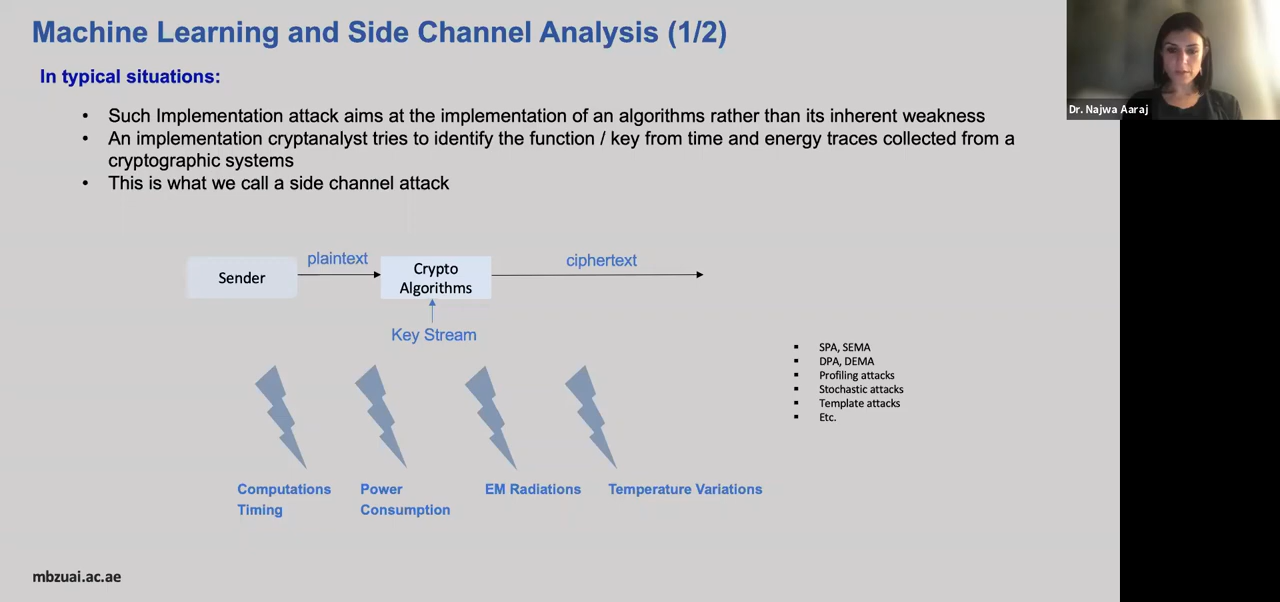 Machine Learning and Side Channel Analysis (1/2)
Dr. Najwa Aaraj
In typical situations:
• Such Implementation attack aims at the implementation of an algorithms rather than its inherent weakness
• An implementation cryptanalyst tries to identify the function / key from time and energy traces collected from a
cryptographic systems
• This is what we call a side channel attack
Sender
plaintext
Crypto
Algorithms
ciphertext
Key Stream
▪ SPA, SEMA
▪ DPA, DEMA
▪ Profiling attacks
▪ Stochastic attacks
▪ Template attacks
▪ Etc.
Computations
Timing
Power
Consumption
EM Radiations
Temperature Variations
mbzuai.ac.ae